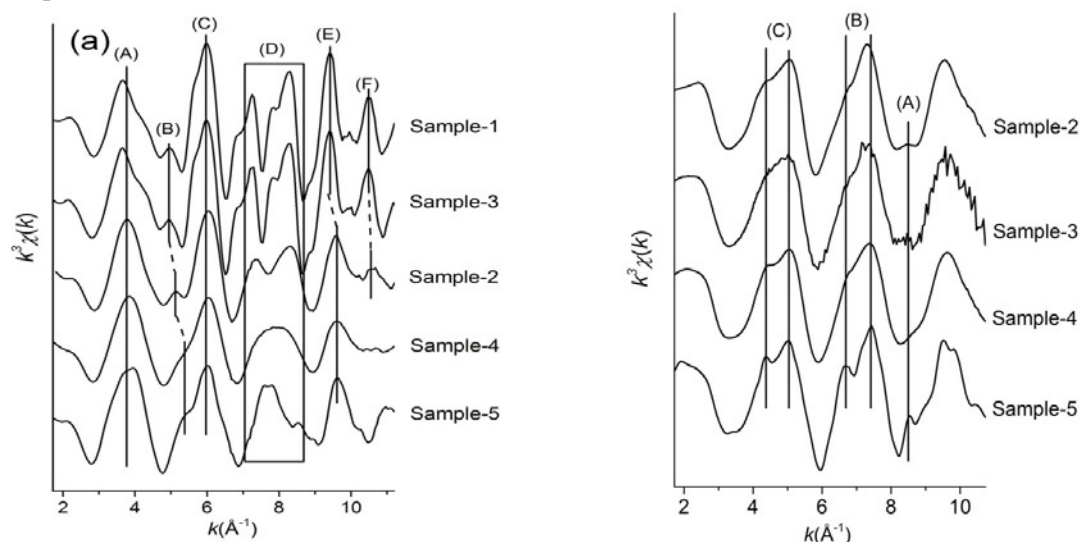 (a)
(A)
(B)
(C)
(D)
(E)
(F)
Sample-1
Sample-3
Sample-2
Sample-4
Sample-5
k³χ(k)
2 4 6 8 10
k(Å⁻¹)
(C)
(B)
(A)
Sample-2
Sample-3
Sample-4
Sample-5
k³χ(k)
2 4 6 8 10
k(Å⁻¹)